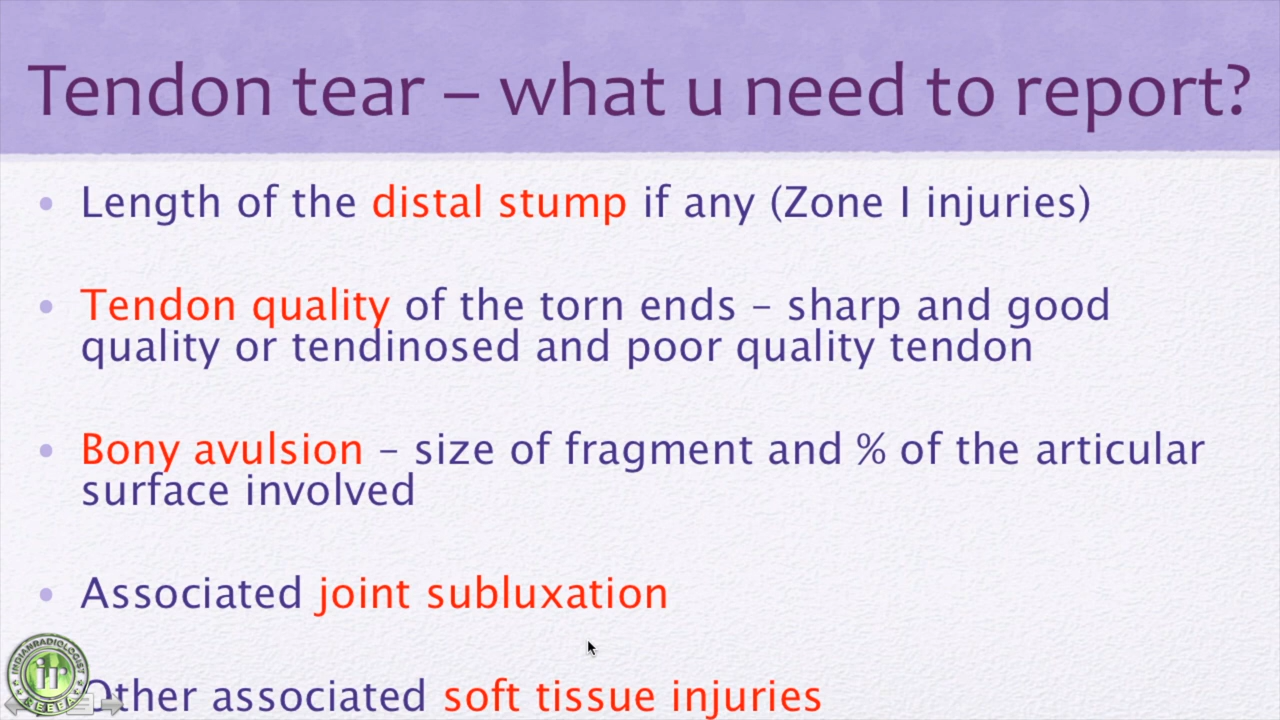 Tendon tear – what u need to report?
• Length of the distal stump if any (Zone I injuries)
• Tendon quality of the torn ends – sharp and good
quality or tendinosed and poor quality tendon
• Bony avulsion – size of fragment and % of the articular
surface involved
• Associated joint subluxation
Other associated soft tissue injuries
INDIANRADIOLOGIST
ir